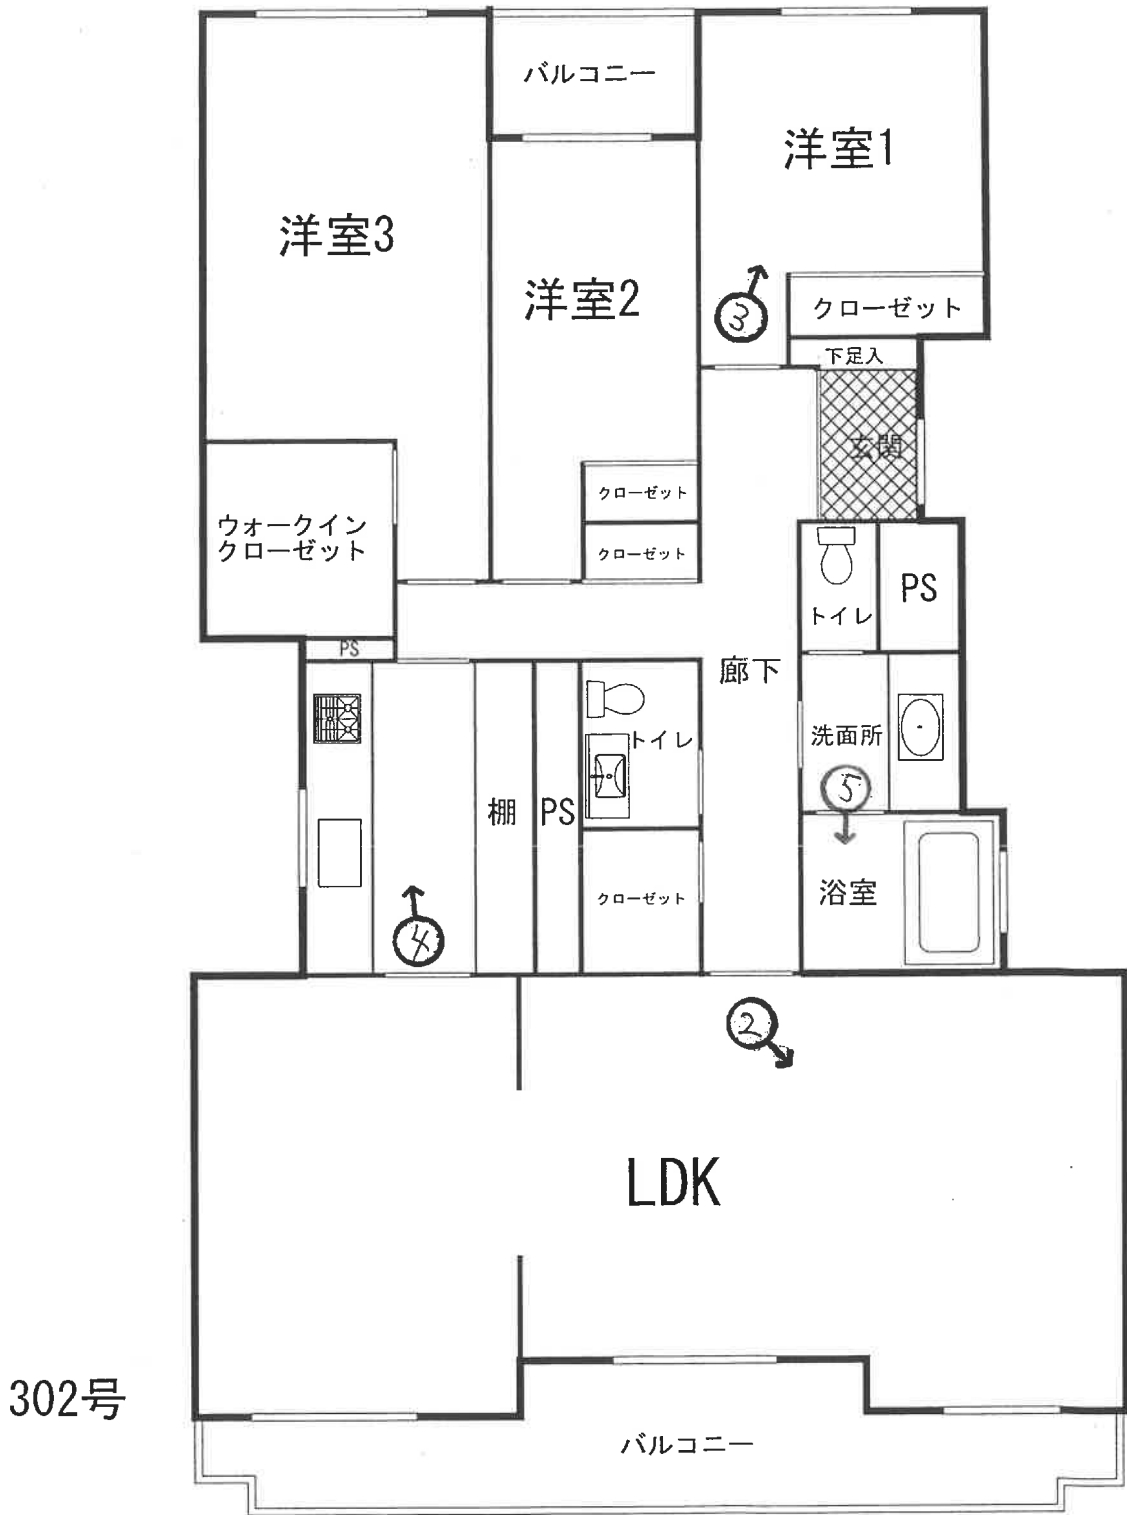 バルコニー
洋室1
洋室3
洋室2
③
クローゼット
下足入
玄関
クローゼット
ウォークイン
クローゼット
クローゼット
PS
トイレ
PS
廊下
トイレ
洗面所
⑤
棚
PS
浴室
クローゼット
④
②
LDK
302号
バルコニー